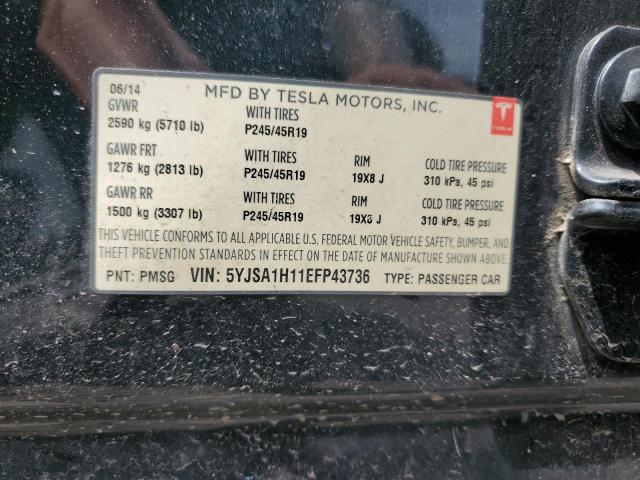 06/14 MFD BY TESLA MOTORS, INC.
GVWR WITH TIRES
2590 kg (5710 lb) P245/45R19
GAWR FRT WITH TIRES RIM COLD TIRE PRESSURE
1276 kg (2813 lb) P245/45R19 19X8 J 310 kPa, 45 psi
GAWR RR WITH TIRES RIM COLD TIRE PRESSURE
1500 kg (3307 lb) P245/45R19 19X8 J 310 kPa, 45 psi
THIS VEHICLE CONFORMS TO ALL APPLICABLE U.S. FEDERAL MOTOR VEHICLE SAFETY, BUMPER, AND
THEFT PREVENTION STANDARDS IN EFFECT ON THE DATE OF MANUFACTURE SHOWN ABOVE.
PNT: PMSG VIN: 5YJSA1H11EFP43736 TYPE: PASSENGER CAR
TESLA